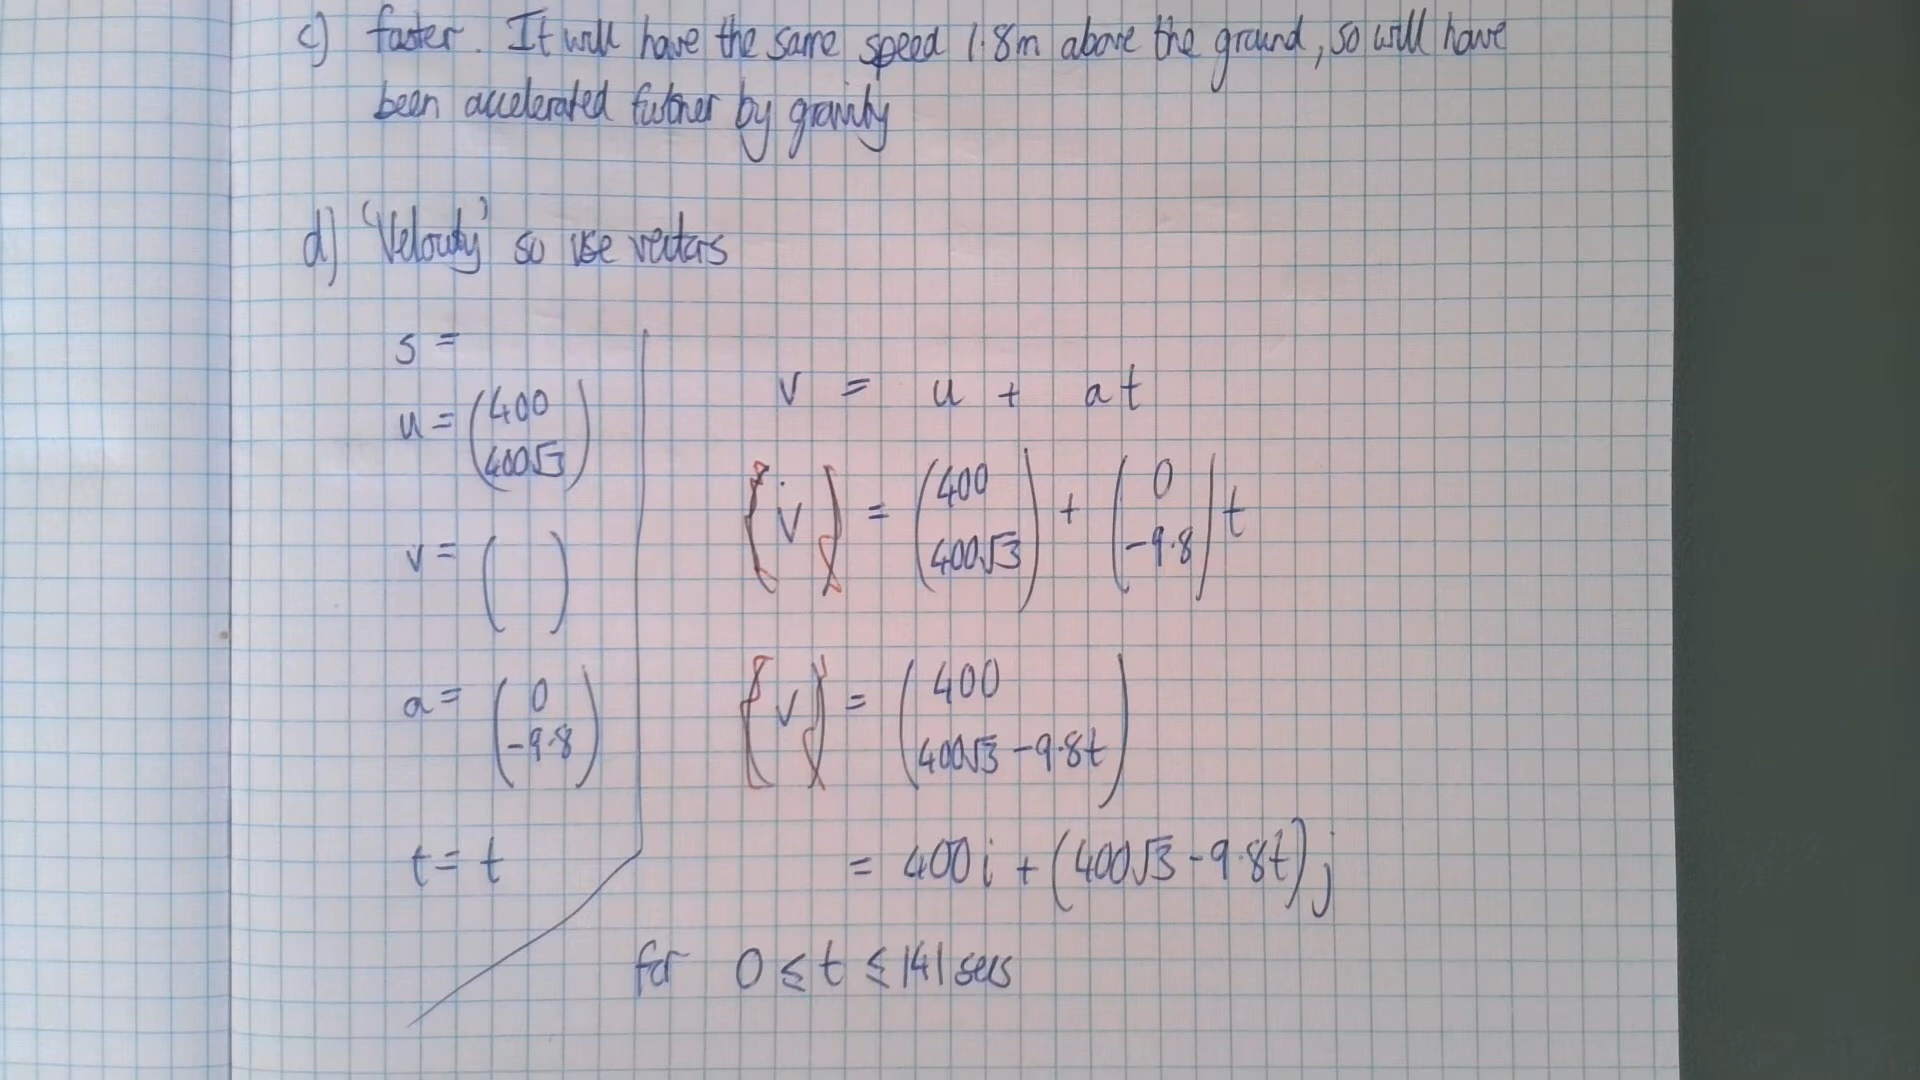 c) faster. It will have the same speed 1.8m above the ground, so will have
been accelerated further by gravity
d) 'Velocity' so use vectors
s =
u = (400
400√3)
v = ( )
a = (0
-9.8)
t = t
v = u + at
(v) = (400
400√3) + (0
-9.8) t
(v) = (400
400√3 -9.8t)
= 400i + (400√3 - 9.8t) j
for 0 ≤ t ≤ 141 secs